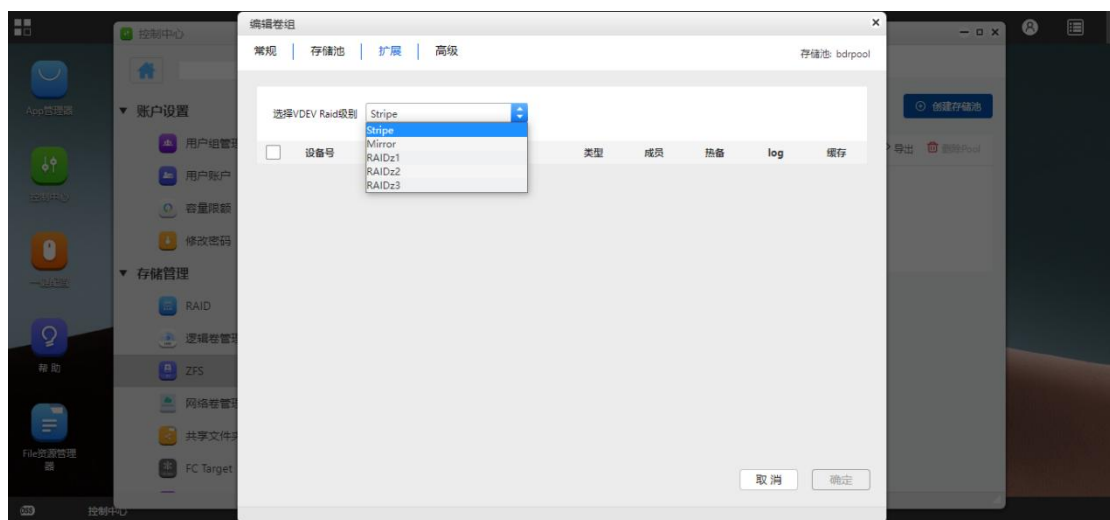 控制中心
App管理器
控制中心
帮 助
File资源管理
器
账户设置
用户组管理
用户账户
容量限额
修改密码
存储管理
RAID
逻辑卷管理
ZFS
网络卷管理
共享文件夹
FC Target
编辑卷组
×
常规 | 存储池 | 扩展 | 高级
存储池: bdrpool
选择VDEV Raid级别 Stripe
Stripe
Mirror
RAIDz1
RAIDz2
RAIDz3
设备号 类型 成员 热备 log 缓存
取 消 确定
创建存储池
导出 删除Pool
控制中心